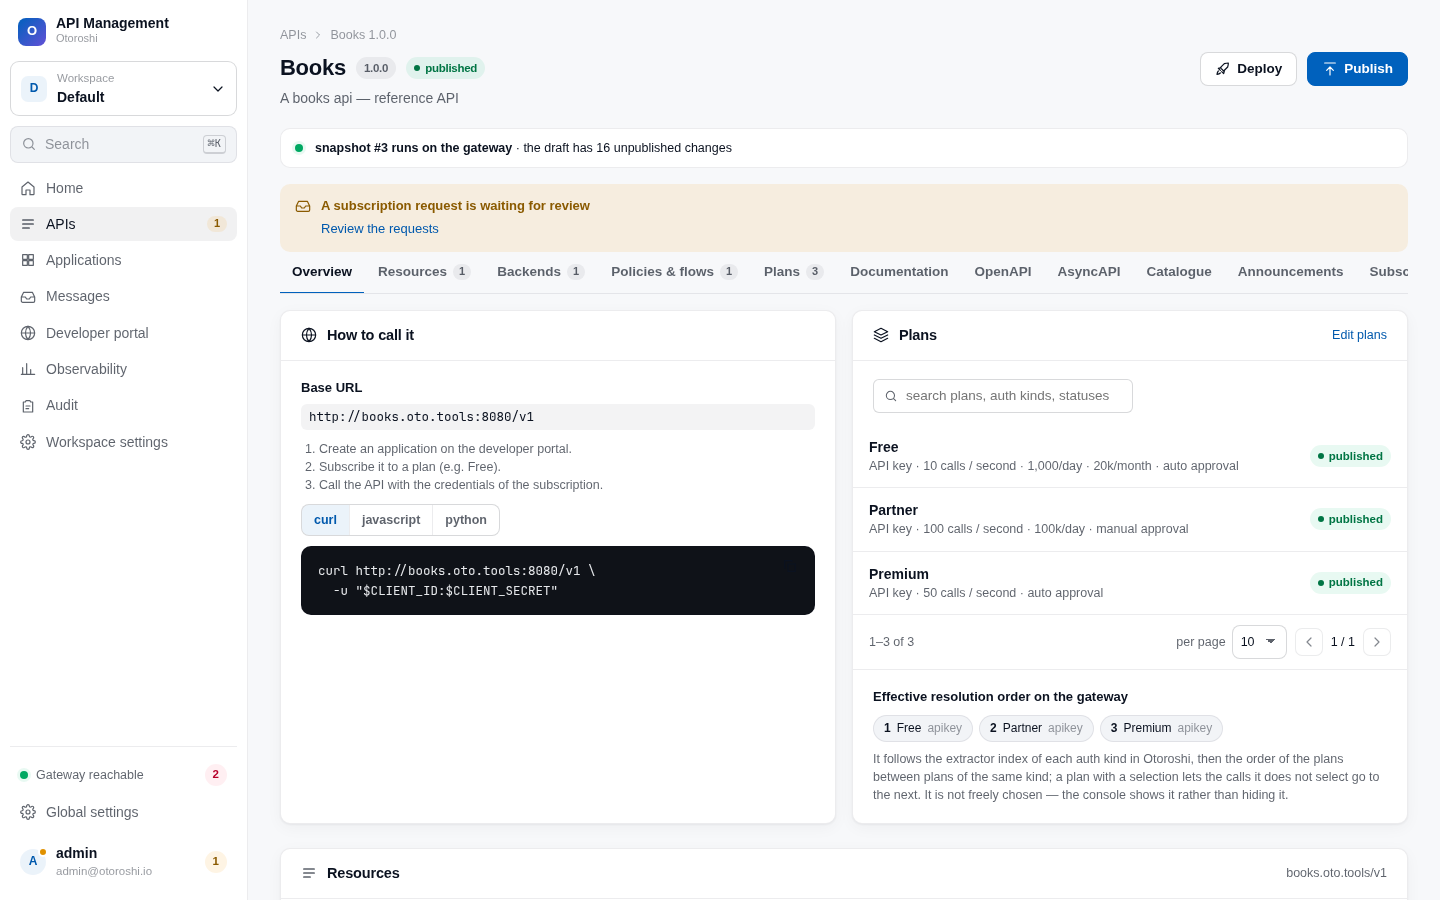 O
API Management
Otoroshi
D
Workspace
Default
Search
⌘K
Home
APIs
1
Applications
Messages
Developer portal
Observability
Audit
Workspace settings
Gateway reachable
2
Global settings
A
admin
admin@otoroshi.io
1
APIs
Books 1.0.0
Books
1.0.0
published
Deploy
Publish
A books api — reference API
snapshot #3 runs on the gateway · the draft has 16 unpublished changes
A subscription request is waiting for review
Review the requests
Overview
Resources 1
Backends 1
Policies & flows 1
Plans 3
Documentation
OpenAPI
AsyncAPI
Catalogue
Announcements
Subsc
How to call it
Base URL
http://books.oto.tools:8080/v1
1. Create an application on the developer portal.
2. Subscribe it to a plan (e.g. Free).
3. Call the API with the credentials of the subscription.
curl
javascript
python
curl http://books.oto.tools:8080/v1 \
-u "$CLIENT_ID:$CLIENT_SECRET"
Plans
Edit plans
search plans, auth kinds, statuses
Free
API key · 10 calls / second · 1,000/day · 20k/month · auto approval
published
Partner
API key · 100 calls / second · 100k/day · manual approval
published
Premium
API key · 50 calls / second · auto approval
published
1–3 of 3
per page
10
1 / 1
Effective resolution order on the gateway
1 Free apikey
2 Partner apikey
3 Premium apikey
It follows the extractor index of each auth kind in Otoroshi, then the order of the plans
between plans of the same kind; a plan with a selection lets the calls it does not select go to
the next. It is not freely chosen — the console shows it rather than hiding it.
Resources
books.oto.tools/v1